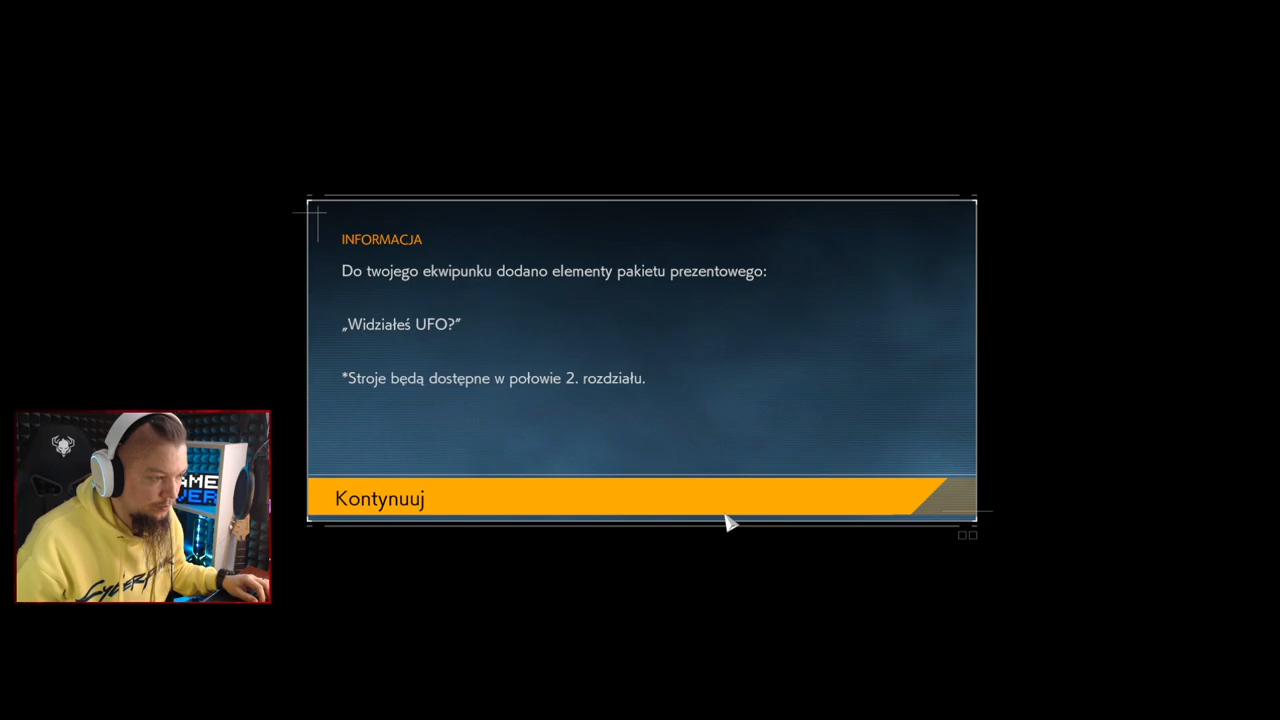 INFORMACJA
Do twojego ekwipunku dodano elementy pakietu prezentowego:
„Widziałeś UFO?”
*Stroje będą dostępne w połowie 2. rozdziału.
Kontynuuj